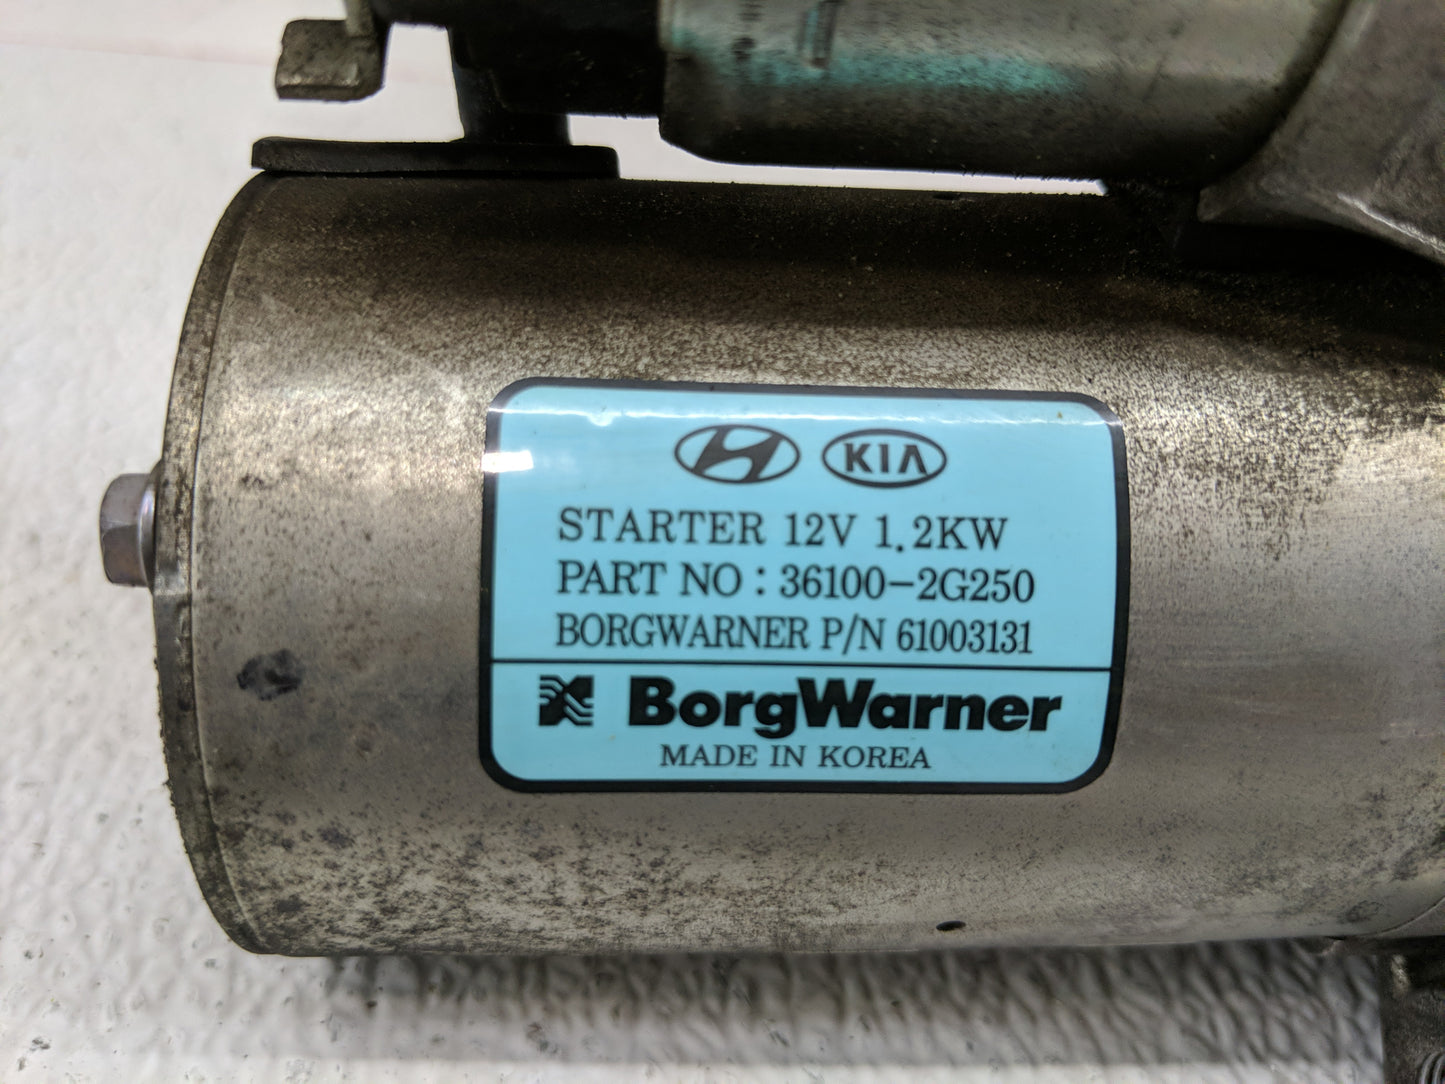 KIA
STARTER 12V 1.2KW
PART NO : 36100-2G250
BORGWARNER P/N 61003131
BorgWarner
MADE IN KOREA